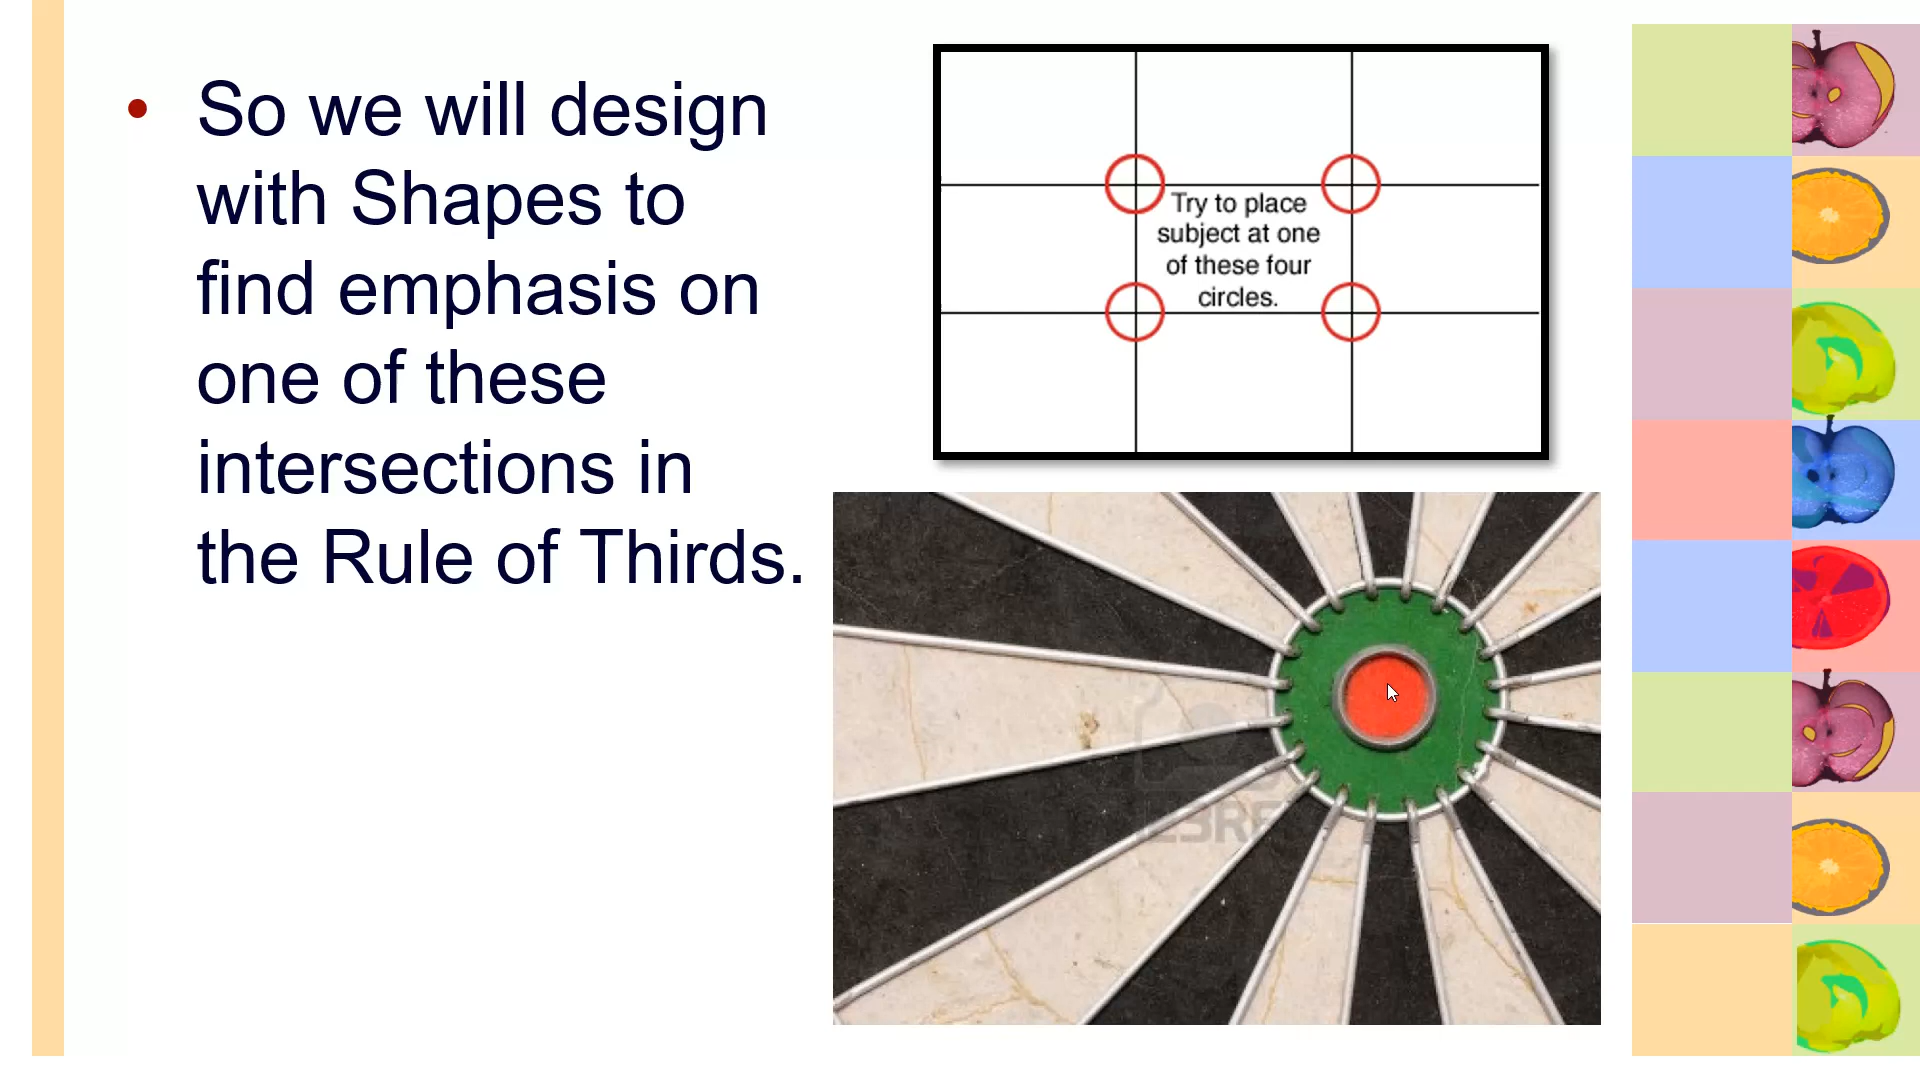 So we will design
with Shapes to
find emphasis on
one of these
intersections in
the Rule of Thirds.
Try to place
subject at one
of these four
circles.